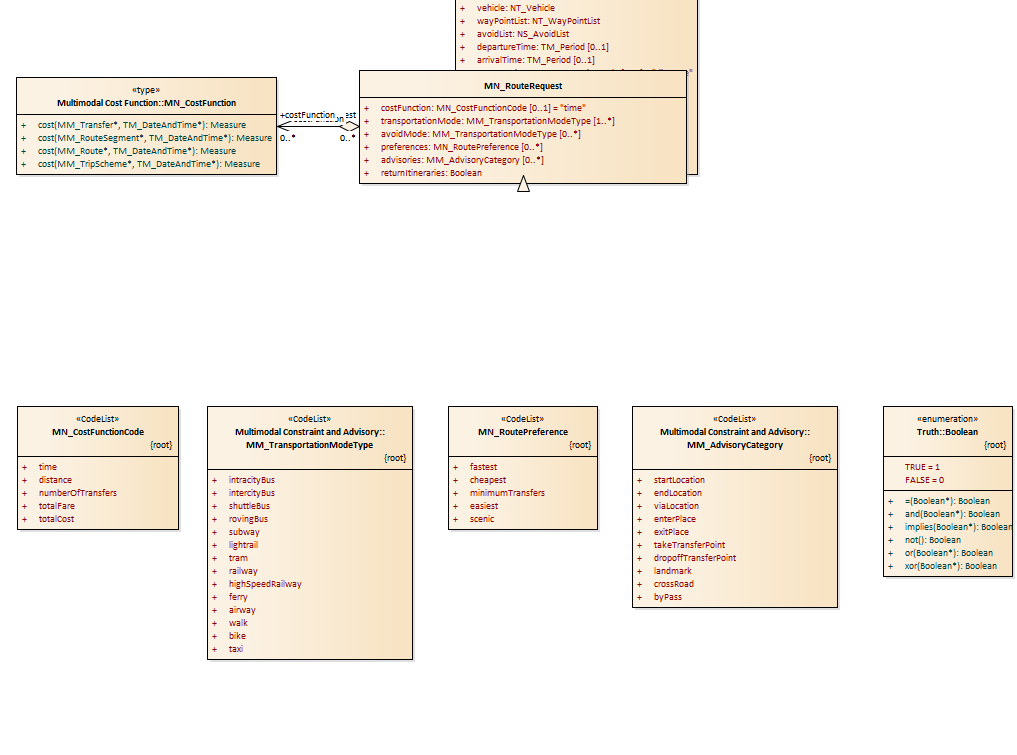 + vehicle: NT_Vehicle
+ wayPointList: NT_WayPointList
+ avoidList: NS_AvoidList
+ departureTime: TM_Period [0..1]
+ arrivalTime: TM_Period [0..1]
MN_RouteRequest
+ costFunction: MN_CostFunctionCode [0..1] = "time"
+ transportationMode: MM_TransportationModeType [1..*]
+ avoidMode: MM_TransportationModeType [0..*]
+ preferences: MN_RoutePreference [0..*]
+ advisories: MM_AdvisoryCategory [0..*]
+ returnItineraries: Boolean
«type»
Multimodal Cost Function::MN_CostFunction
+ cost(MM_Transfer*, TM_DateAndTime*): Measure
+ cost(MM_RouteSegment*, TM_DateAndTime*): Measure
+ cost(MM_Route*, TM_DateAndTime*): Measure
+ cost(MM_TripScheme*, TM_DateAndTime*): Measure
+costFunction
0..*
0..*
«CodeList»
MN_CostFunctionCode
{root}
+ time
+ distance
+ numberOfTransfers
+ totalFare
+ totalCost
«CodeList»
Multimodal Constraint and Advisory::
MM_TransportationModeType
{root}
+ intracityBus
+ intercityBus
+ shuttleBus
+ rovingBus
+ subway
+ lightrail
+ tram
+ railway
+ highSpeedRailway
+ ferry
+ airway
+ walk
+ bike
+ taxi
«CodeList»
MN_RoutePreference
{root}
+ fastest
+ cheapest
+ minimumTransfers
+ easiest
+ scenic
«CodeList»
Multimodal Constraint and Advisory::
MM_AdvisoryCategory
{root}
+ startLocation
+ endLocation
+ viaLocation
+ enterPlace
+ exitPlace
+ takeTransferPoint
+ dropoffTransferPoint
+ landmark
+ crossRoad
+ byPass
«enumeration»
Truth::Boolean
{root}
TRUE = 1
FALSE = 0
+ =(Boolean*): Boolean
+ and(Boolean*): Boolean
+ implies(Boolean*): Boolean
+ not(): Boolean
+ or(Boolean*): Boolean
+ xor(Boolean*): Boolean